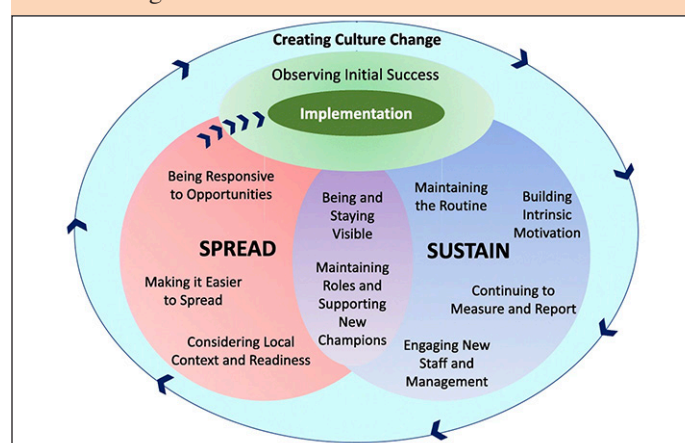 Creating Culture Change
Observing Initial Success
Implementation
Being Responsive
to Opportunities
SPREAD
Making it Easier
to Spread
Considering Local
Context and Readiness
Being and
Staying
Visible
Maintaining
Roles and
Supporting
New
Champions
Maintaining
the Routine
Building
Intrinsic
Motivation
SUSTAIN
Continuing to
Measure and Report
Engaging New
Staff and
Management